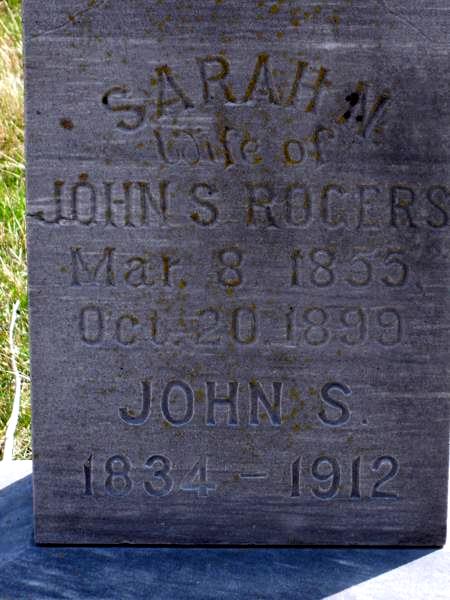 SARAH N.
Wife of
JOHN S. ROGERS
Mar. 8, 1855,
Oct. 20, 1899.
JOHN S.
1834 – 1912